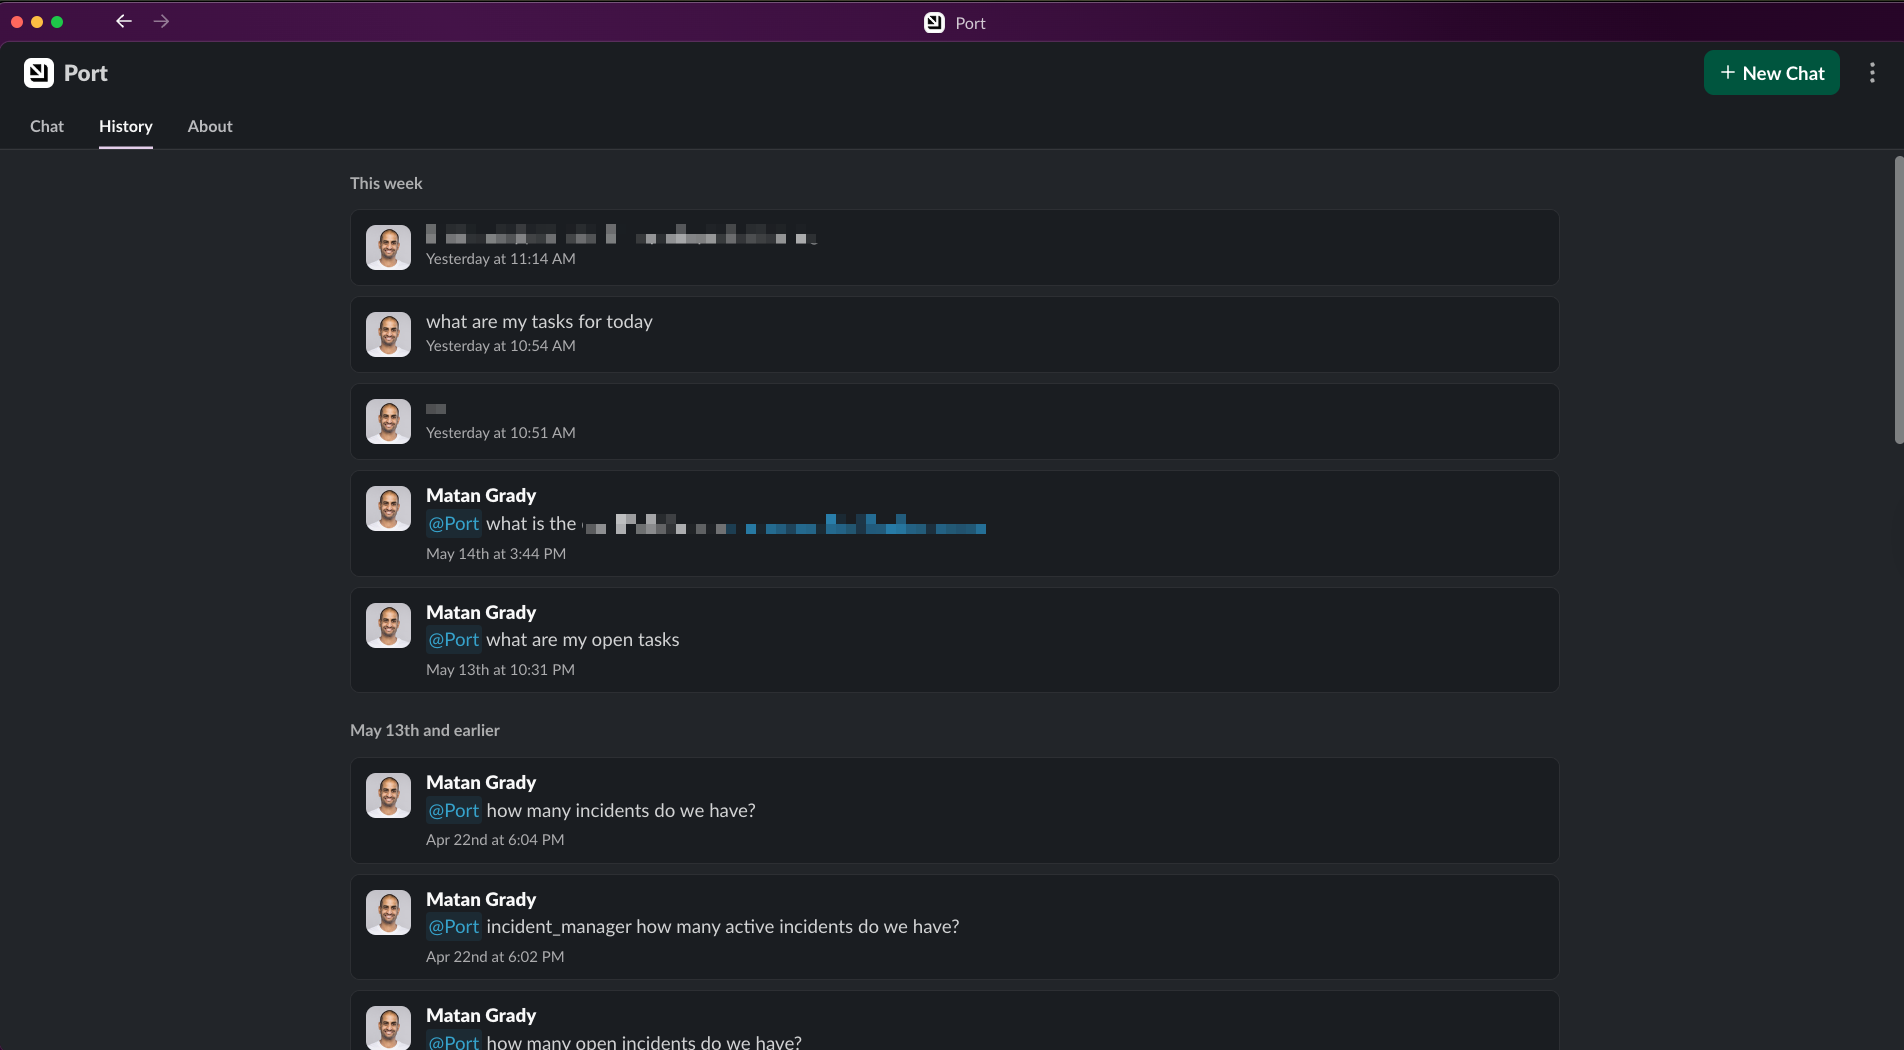 Port
Port
+ New Chat
Chat
History
About
This week
Yesterday at 11:14 AM
what are my tasks for today
Yesterday at 10:54 AM
Yesterday at 10:51 AM
Matan Grady
@Port what is the
May 14th at 3:44 PM
Matan Grady
@Port what are my open tasks
May 13th at 10:31 PM
May 13th and earlier
Matan Grady
@Port how many incidents do we have?
Apr 22nd at 6:04 PM
Matan Grady
@Port incident_manager how many active incidents do we have?
Apr 22nd at 6:02 PM
Matan Grady
@Port how many open incidents do we have?